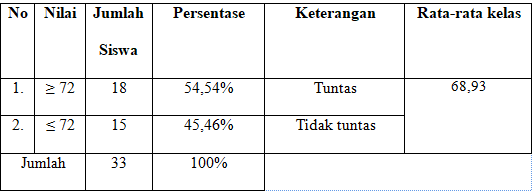 No Nilai Jumlah Siswa Persentase Keterangan Rata-rata kelas
1. ≥ 72 18 54,54% Tuntas 68,93
2. ≤ 72 15 45,46% Tidak tuntas
Jumlah 33 100%